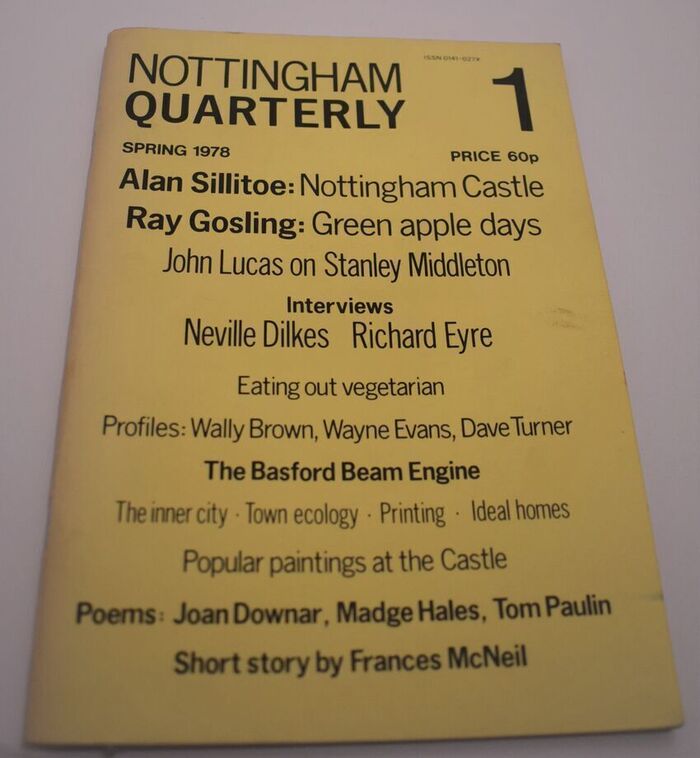 ISSN 0141-027X
NOTTINGHAM
QUARTERLY
1
SPRING 1978
PRICE 60p
Alan Sillitoe: Nottingham Castle
Ray Gosling: Green apple days
John Lucas on Stanley Middleton
Interviews
Neville Dilkes Richard Eyre
Eating out vegetarian
Profiles: Wally Brown, Wayne Evans, Dave Turner
The Basford Beam Engine
The inner city · Town ecology · Printing · Ideal homes
Popular paintings at the Castle
Poems: Joan Downar, Madge Hales, Tom Paulin
Short story by Frances McNeil